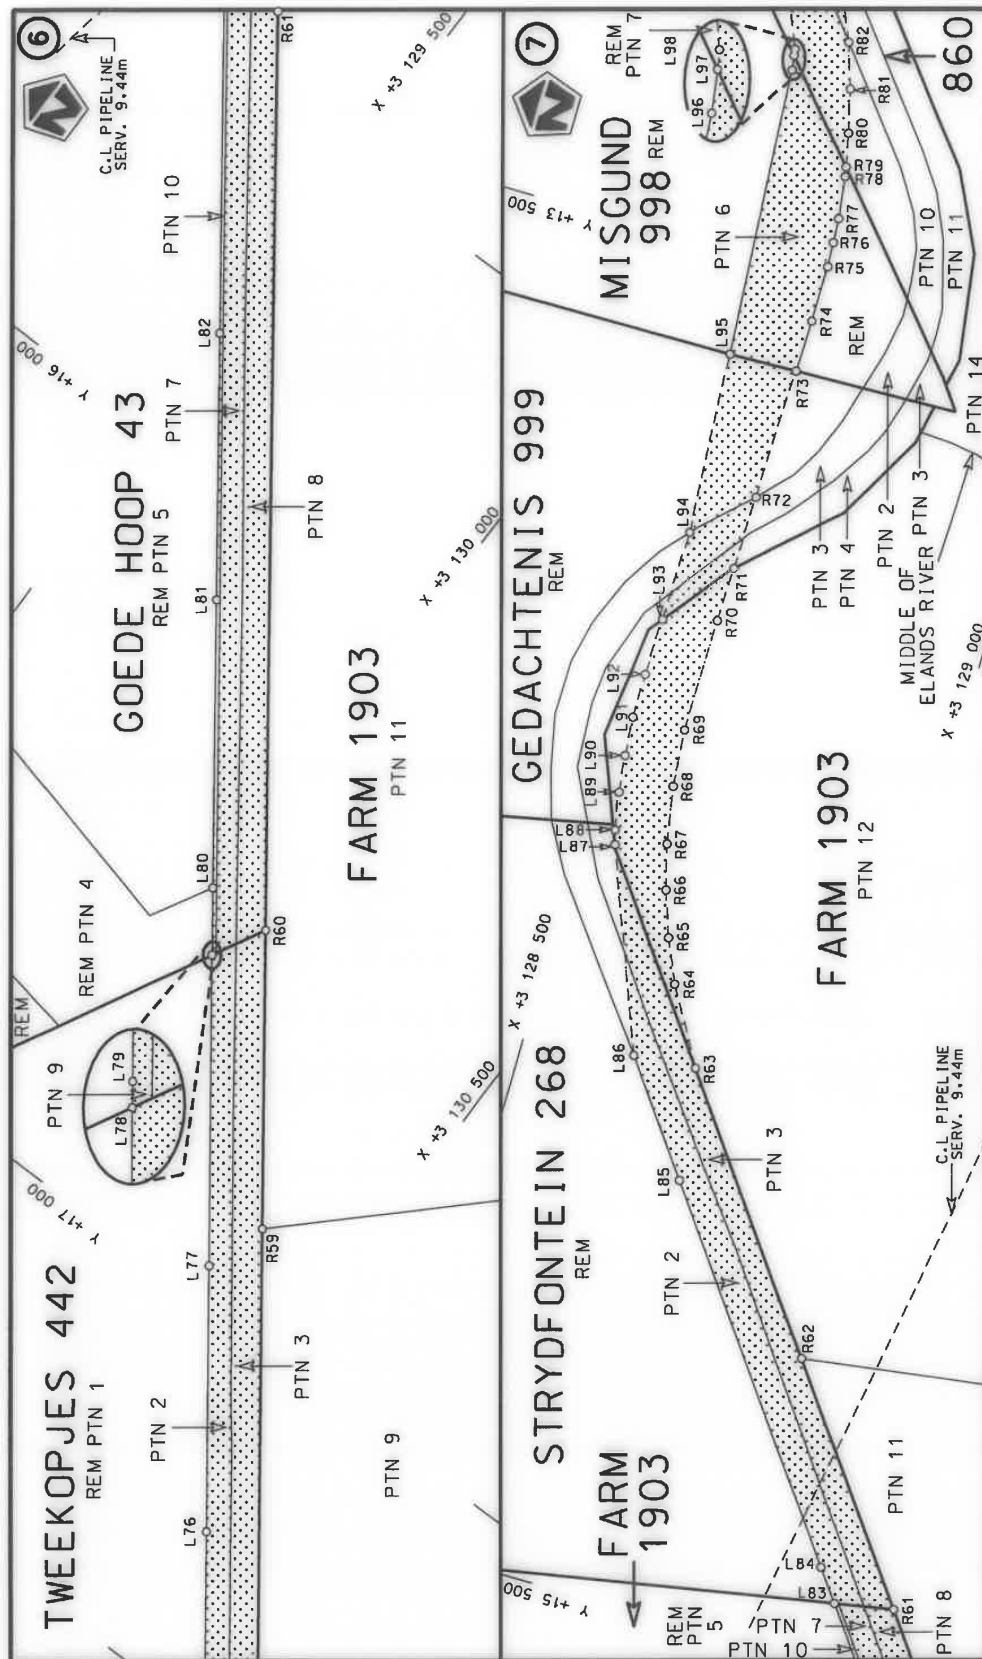 6
N
C.L PIPELINE
SERV. 9.44m
R61
X +3 129 500
PTN 10
L82
Y +16 000
GOEDE HOOP 43
REM PTN 5
PTN 7
PTN 8
L81
X +3 130 000
FARM 1903
PTN 11
L80
REM PTN 4
REM
R60
PTN 9
L79
L78
X +3 130 500
Y +17 000
L77
R59
TWEEKOPJES 442
REM PTN 1
PTN 2
PTN 3
L76
PTN 9
7
N
REM
PTN 7
L98
L97
L96
R82
R81
R80
R79
R78
R77
R76
R75
R74
860
MISGUND
998 REM
Y +13 500
PTN 6
PTN 10
PTN 11
REM
L95
R73
PTN 14
GEDACHTENIS 999
REM
L94
R72
L93
R71
R70
PTN 3
PTN 4
PTN 2
PTN 3
MIDDLE OF
ELANDS RIVER
X +3 129 000
L92
L91
L90
L89
L88
L87
R69
R68
R67
R66
R65
R64
FARM 1903
PTN 12
X +3 128 500
L86
R63
STRYDFONTEIN 268
REM
L85
PTN 3
PTN 2
C.L PIPELINE
SERV. 9.44m
R62
FARM
1903
PTN 11
L84
L83
Y +15 500
R61
REM
PTN
5
PTN 7
PTN 10
PTN 8